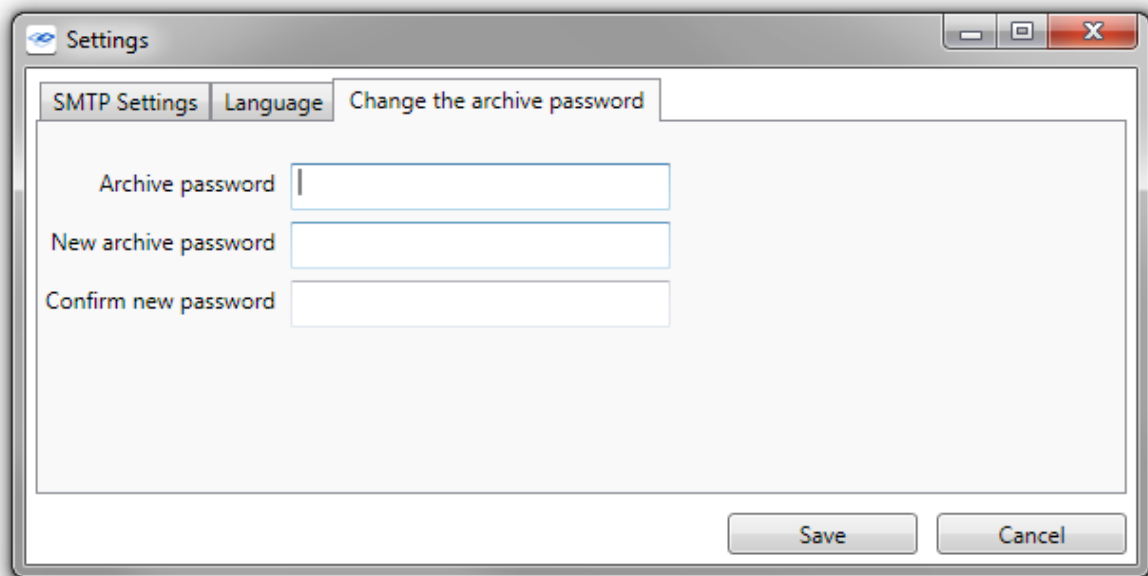 Settings
SMTP Settings Language Change the archive password
Archive password
New archive password
Confirm new password
Save Cancel